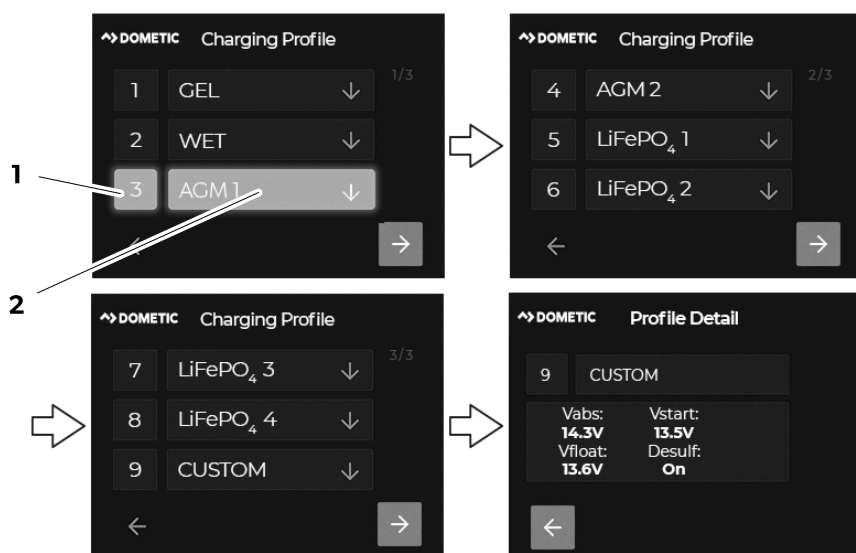 DOMETIC Charging Profile
1/3
1 GEL
2 WET
3 AGM 1
DOMETIC Charging Profile
2/3
4 AGM 2
5 LiFePO₄ 1
6 LiFePO₄ 2
1
2
DOMETIC Charging Profile
3/3
7 LiFePO₄ 3
8 LiFePO₄ 4
9 CUSTOM
DOMETIC Profile Detail
9 CUSTOM
Vabs: Vstart:
14.3V 13.5V
Vfloat: Desulf:
13.6V On